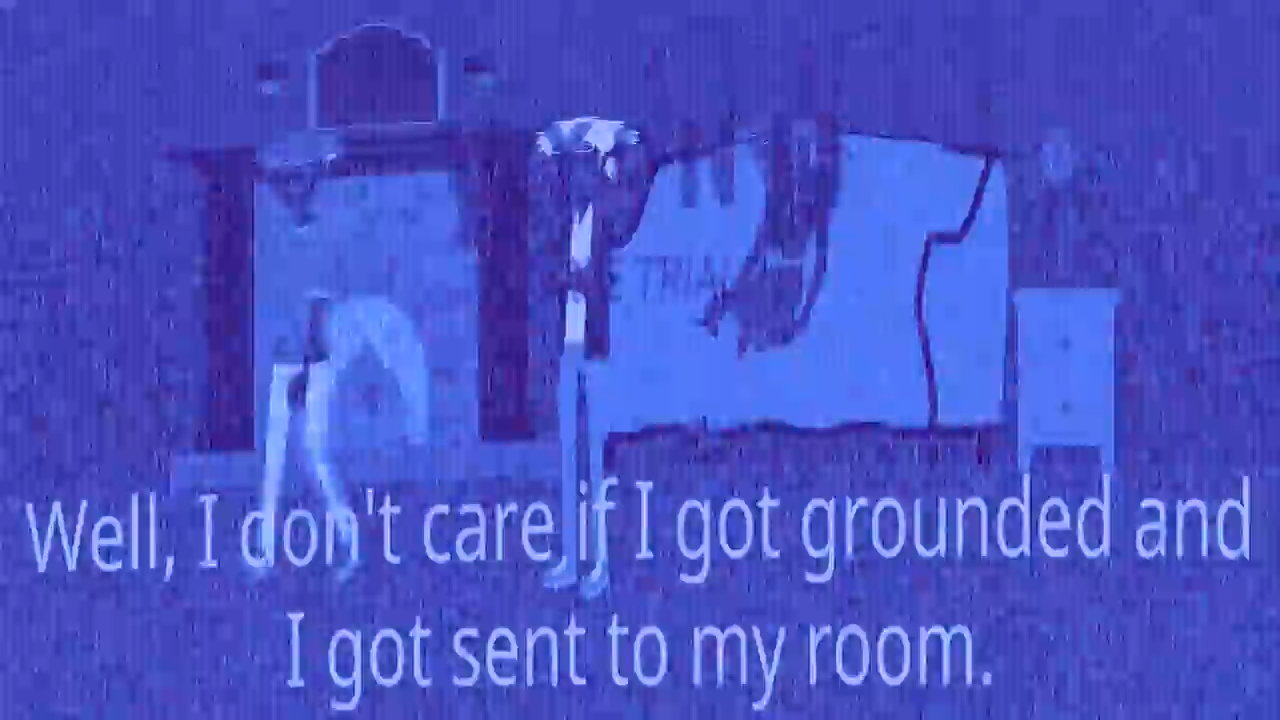 Well, I don't care if I got grounded and
I got sent to my room.